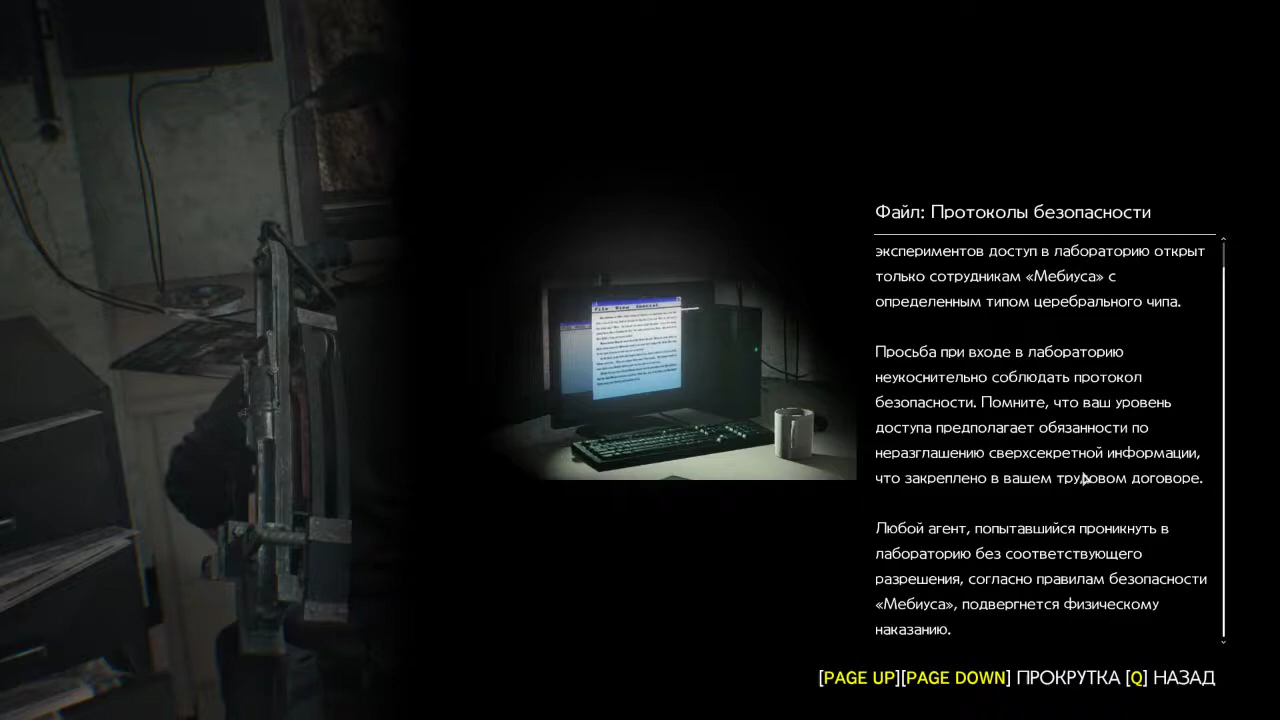 Файл: Протоколы безопасности
экспериментов доступ в лабораторию открыт
только сотрудникам «Мебиуса» с
определенным типом церебрального чипа.
Просьба при входе в лабораторию
неукоснительно соблюдать протокол
безопасности. Помните, что ваш уровень
доступа предполагает обязанности по
неразглашению сверхсекретной информации,
что закреплено в вашем трудовом договоре.
Любой агент, попытавшийся проникнуть в
лабораторию без соответствующего
разрешения, согласно правилам безопасности
«Мебиуса», подвергнется физическому
наказанию.
[PAGE UP][PAGE DOWN] ПРОКРУТКА [Q] НАЗАД
File View Special